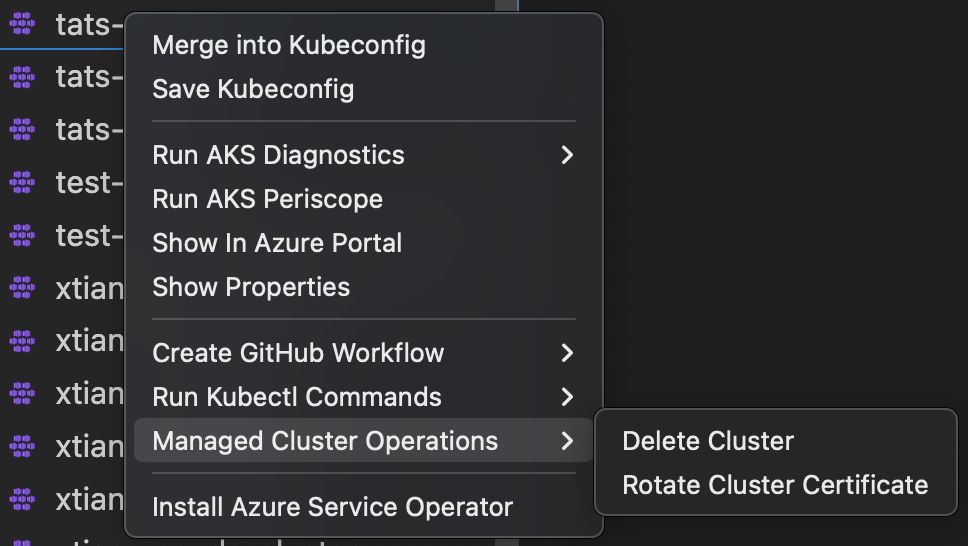 tats-
tats-
tats-
test-
test-
xtian
xtian
xtian
xtian
xtian
Merge into Kubeconfig
Save Kubeconfig
Run AKS Diagnostics
Run AKS Periscope
Show In Azure Portal
Show Properties
Create GitHub Workflow
Run Kubectl Commands
Managed Cluster Operations
Install Azure Service Operator
Delete Cluster
Rotate Cluster Certificate